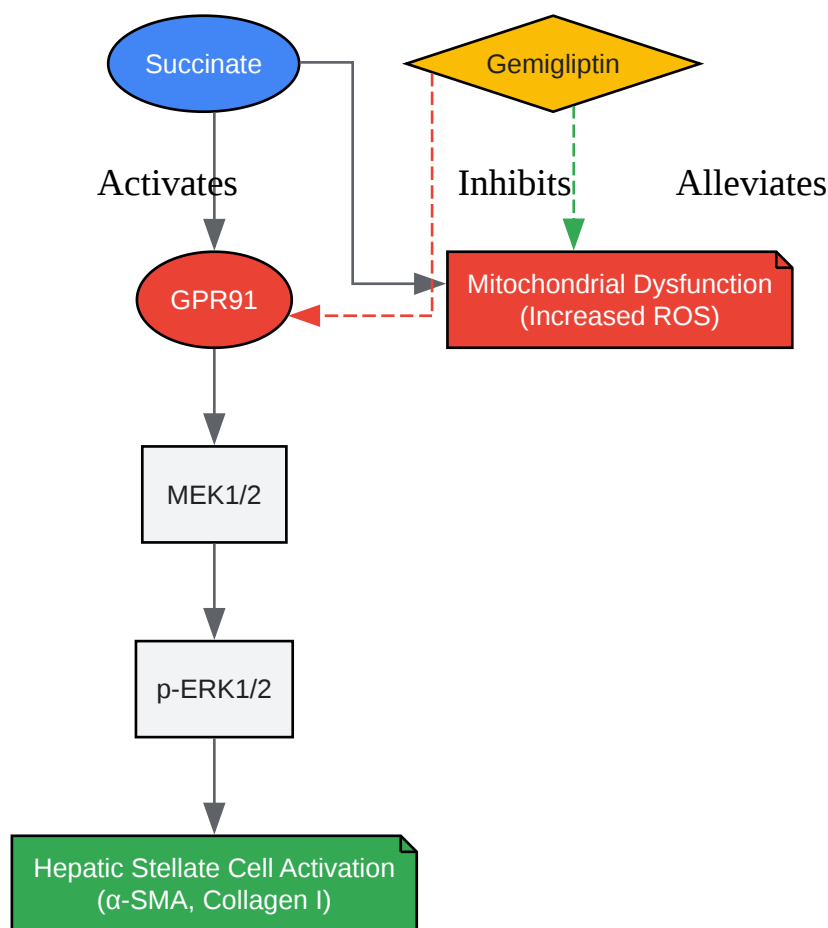 Succinate
Gemigliptin
Activates
Inhibits
Alleviates
GPR91
Mitochondrial Dysfunction
(Increased ROS)
MEK1/2
p-ERK1/2
Hepatic Stellate Cell Activation
(α-SMA, Collagen I)